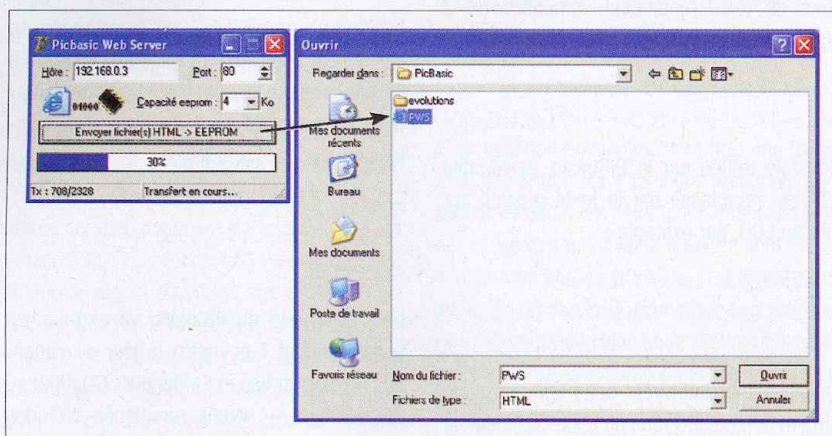 Picbasic Web Server
Hôte : 192.168.0.3 Port : 80
01000 Capacité eeprom : 4 Ko
Envoyer fichier(s) HTML -> EEPROM
30%
Tx : 708/2328 Transfert en cours...
Ouvrir
Regarder dans : PicBasic
evolutions
PWS
Mes documents récents
Bureau
Mes documents
Poste de travail
Favoris réseau
Nom du fichier : PWS Ouvrir
Fichiers de type : HTML Annuler